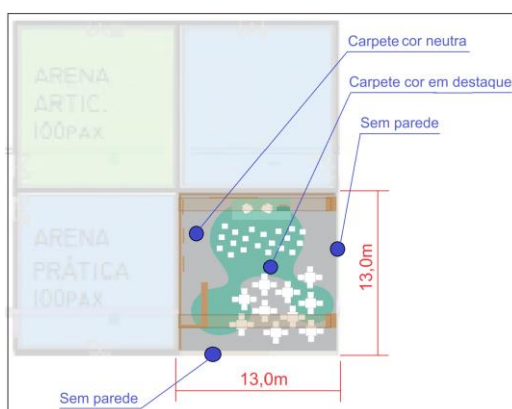 Carpete cor neutra
Carpete cor em destaque
Sem parede
ARENA
ARTIC.
100PAX
ARENA
PRÁTICA
100PAX
13,0m
13,0m
Sem parede